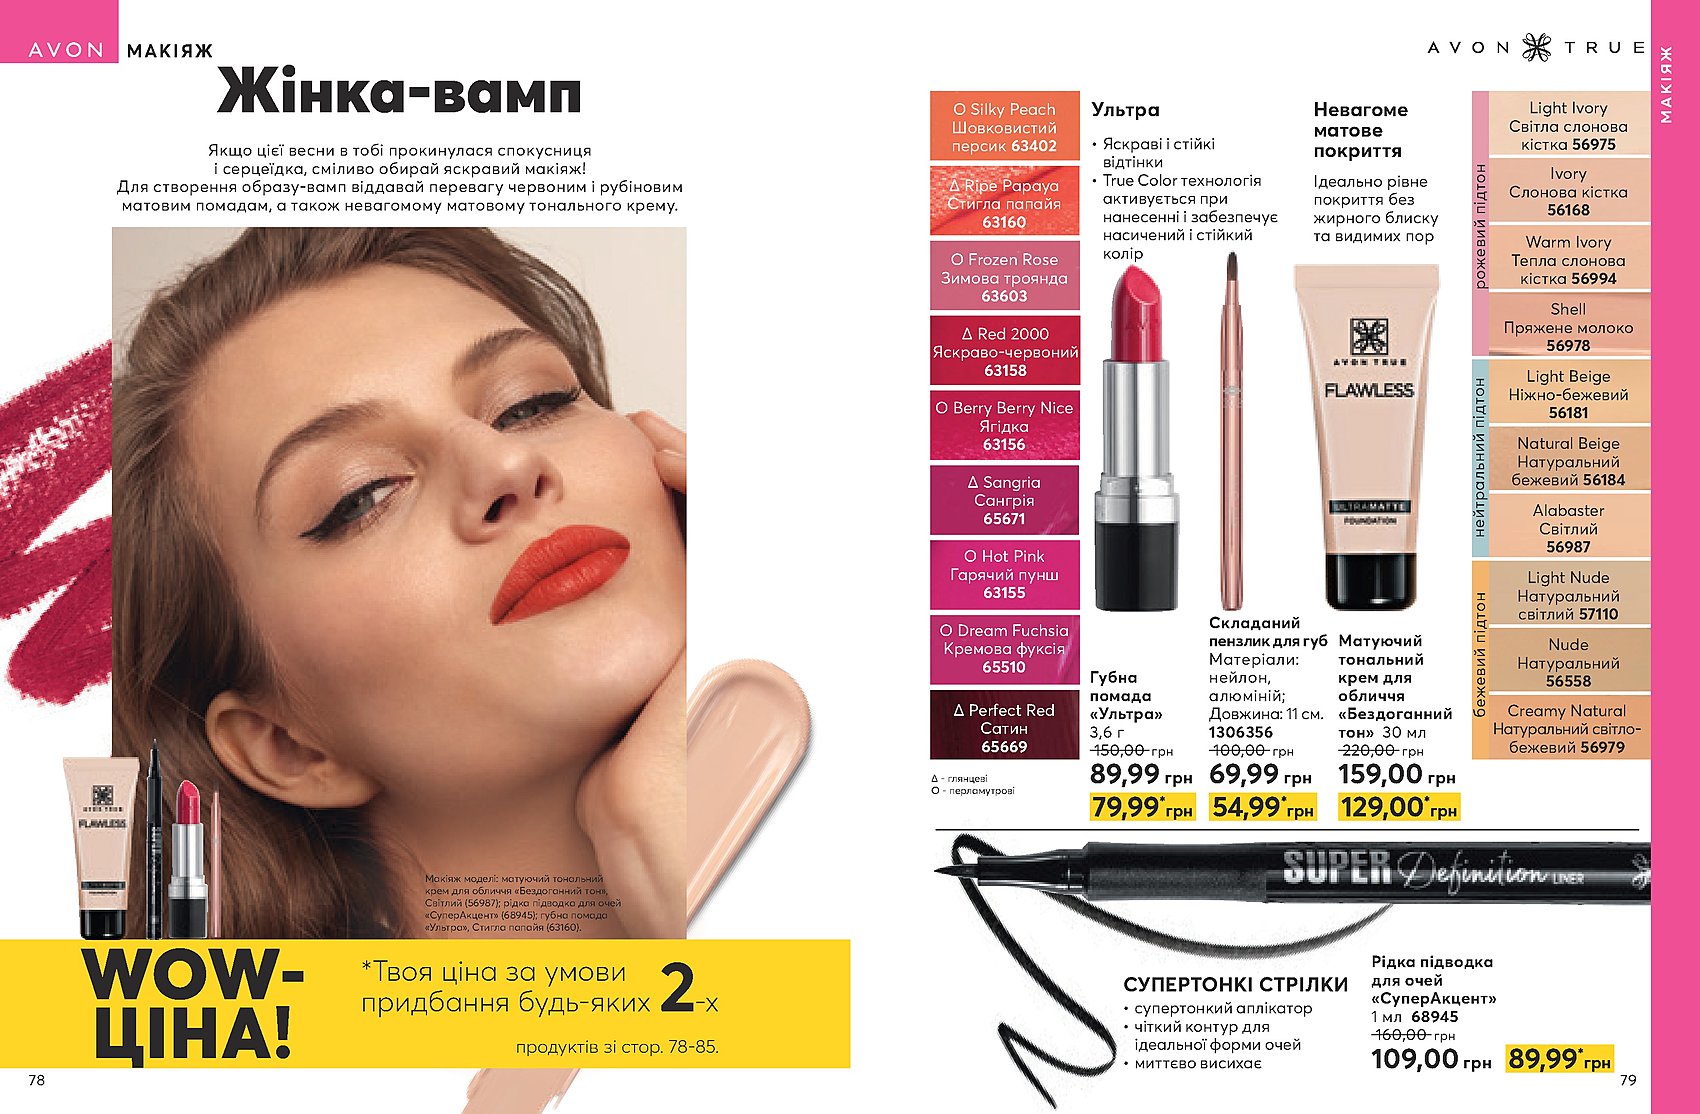 AVON МАКІЯЖ
Жінка-вамп
Якщо цієї весни в тобі прокинулася спокусниця
і серцеїдка, сміливо обирай яскравий макіяж!
Для створення образу-вамп віддавай перевагу червоним і рубіновим
матовим помадам, а також невагомому матовому тонального крему.
AVON TRUE
FLAWLESS
Макіяж моделі: матуючий тональний
крем для обличчя «Бездоганний тон»,
Світлий (56987); рідка підводка для очей
«СуперАкцент» (68945); губна помада
«Ультра», Стигла папайя (63160).
WOW-
ЦІНА!
*Твоя ціна за умови
придбання будь-яких 2-х
продуктів зі стор. 78-85.
78
AVON TRUE
МАКІЯЖ
O Silky Peach
Шовковистий
персик 63402
Δ Ripe Papaya
Стигла папайя
63160
O Frozen Rose
Зимова троянда
63603
Δ Red 2000
Яскраво-червоний
63158
O Berry Berry Nice
Ягідка
63156
Δ Sangria
Сангрія
65671
O Hot Pink
Гарячий пунш
63155
O Dream Fuchsia
Кремова фуксія
65510
Δ Perfect Red
Сатин
65669
Δ - глянцеві
O - перламутрові
Ультра
• Яскраві і стійкі
відтінки
• True Color технологія
активується при
нанесенні і забезпечує
насичений і стійкий
колір
Губна
помада
«Ультра»
3,6 г
150,00 грн
89,99 грн
79,99*грн
Складаний
пензлик для губ
Матеріали:
нейлон,
алюміній;
Довжина: 11 см.
1306356
100,00 грн
69,99 грн
54,99*грн
Невагоме
матове
покриття
Ідеально рівне
покриття без
жирного блиску
та видимих пор
AVON TRUE
FLAWLESS
ULTRAMATTE
FOUNDATION
Матуючий
тональний
крем для
обличчя
«Бездоганний
тон» 30 мл
220,00 грн
159,00 грн
129,00*грн
рожевий підтон
Light Ivory
Світла слонова
кістка 56975
Ivory
Слонова кістка
56168
Warm Ivory
Тепла слонова
кістка 56994
Shell
Пряжене молоко
56978
нейтральний підтон
Light Beige
Ніжно-бежевий
56181
Natural Beige
Натуральний
бежевий 56184
Alabaster
Світлий
56987
бежевий підтон
Light Nude
Натуральний
світлий 57110
Nude
Натуральний
56558
Creamy Natural
Натуральний світло-
бежевий 56979
SUPER Definition LINER
СУПЕРТОНКІ СТРІЛКИ
• супертонкий аплікатор
• чіткий контур для
ідеальної форми очей
• миттєво висихає
Рідка підводка
для очей
«СуперАкцент»
1 мл 68945
160,00 грн
109,00 грн 89,99*грн
79